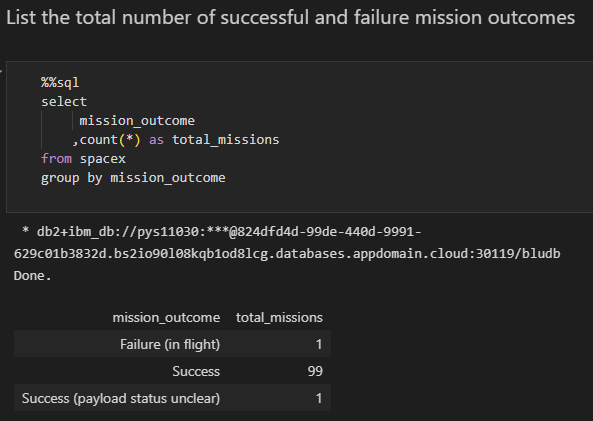 List the total number of successful and failure mission outcomes
%%sql
select
mission_outcome
,count(*) as total_missions
from spacex
group by mission_outcome
* db2+ibm_db://pys11030:***@824dfd4d-99de-440d-9991-
629c01b3832d.bs2io90l08kqb1od8lcg.databases.appdomain.cloud:30119/bludb
Done.
mission_outcome total_missions
Failure (in flight) 1
Success 99
Success (payload status unclear) 1